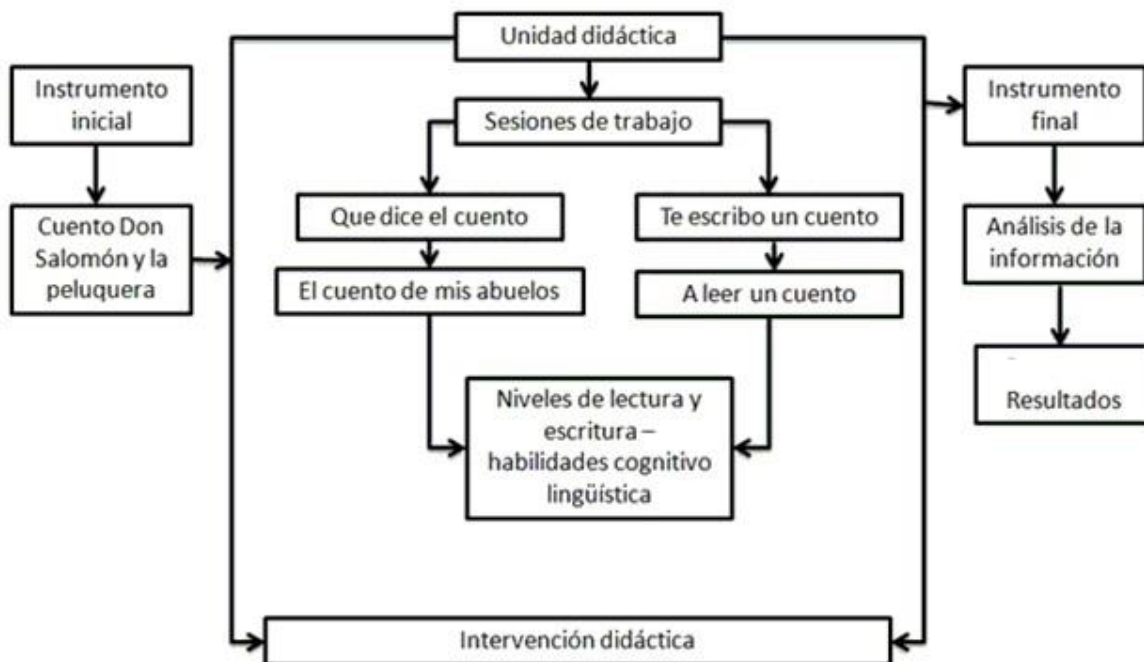 Unidad didáctica
Instrumento
inicial
Sesiones de trabajo
Instrumento
final
Cuento Don
Salomón y la
peluquera
Que dice el cuento
Te escribo un cuento
Análisis de la
información
El cuento de mis abuelos
A leer un cuento
Niveles de lectura y
escritura –
habilidades cognitivo
lingüística
Resultados
Intervención didáctica